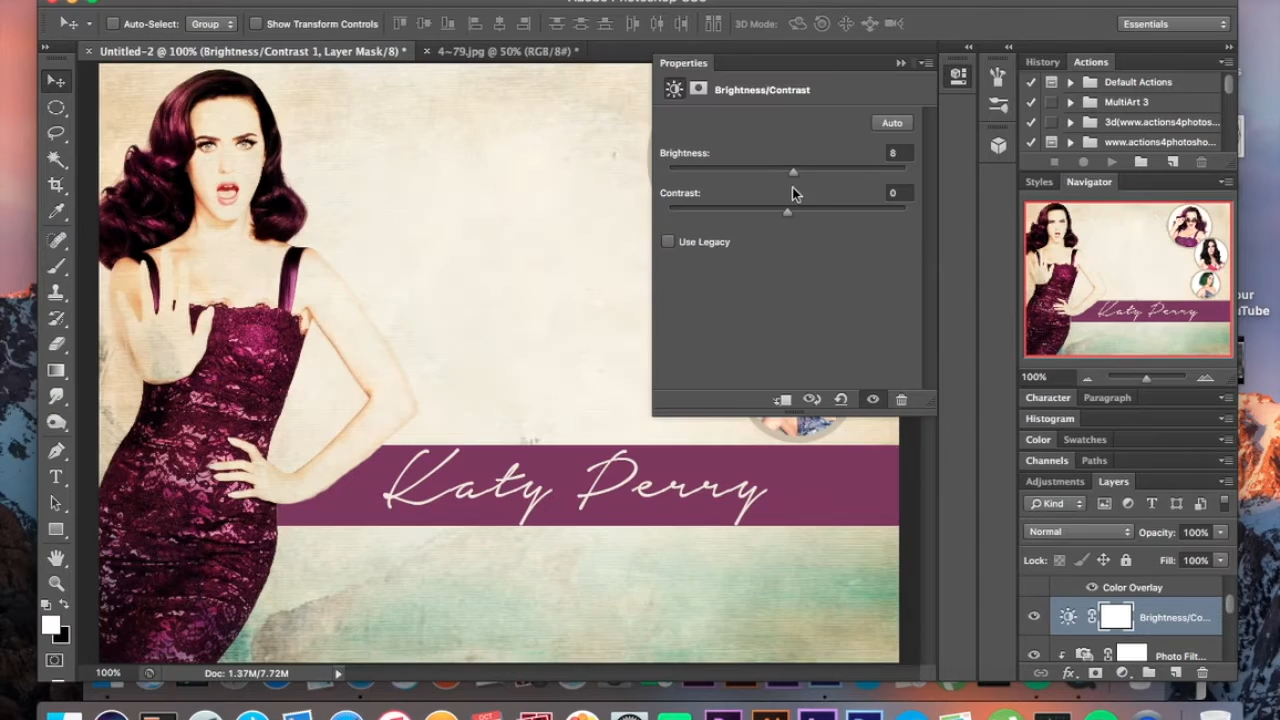 Auto-Select:
Group
Show Transform Controls
3D Mode:
Essentials
Untitled-2 @ 100% (Brightness/Contrast 1, Layer Mask/8) *
4~79.jpg @ 50% (RGB/8#) *
Properties
Brightness/Contrast
Auto
Brightness:
8
Contrast:
0
Use Legacy
History
Actions
Default Actions
MultiArt 3
3d(www.actions4photos...
www.actions4photosho...
Styles
Navigator
Katy Perry
100%
Character
Paragraph
Histogram
Color
Swatches
Channels
Paths
Adjustments
Layers
Kind
Normal
Opacity:
100%
Lock:
Fill:
100%
Color Overlay
Brightness/Co...
Photo Filt...
Katy Perry
100%
Doc: 1.37M/7.72M
OCT